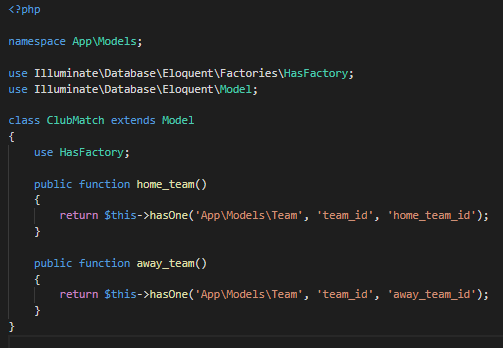 <?php
namespace App\Models;
use Illuminate\Database\Eloquent\Factories\HasFactory;
use Illuminate\Database\Eloquent\Model;
class ClubMatch extends Model
{
    use HasFactory;
    public function home_team()
    {
        return $this->hasOne('App\Models\Team', 'team_id', 'home_team_id');
    }
    public function away_team()
    {
        return $this->hasOne('App\Models\Team', 'team_id', 'away_team_id');
    }
}